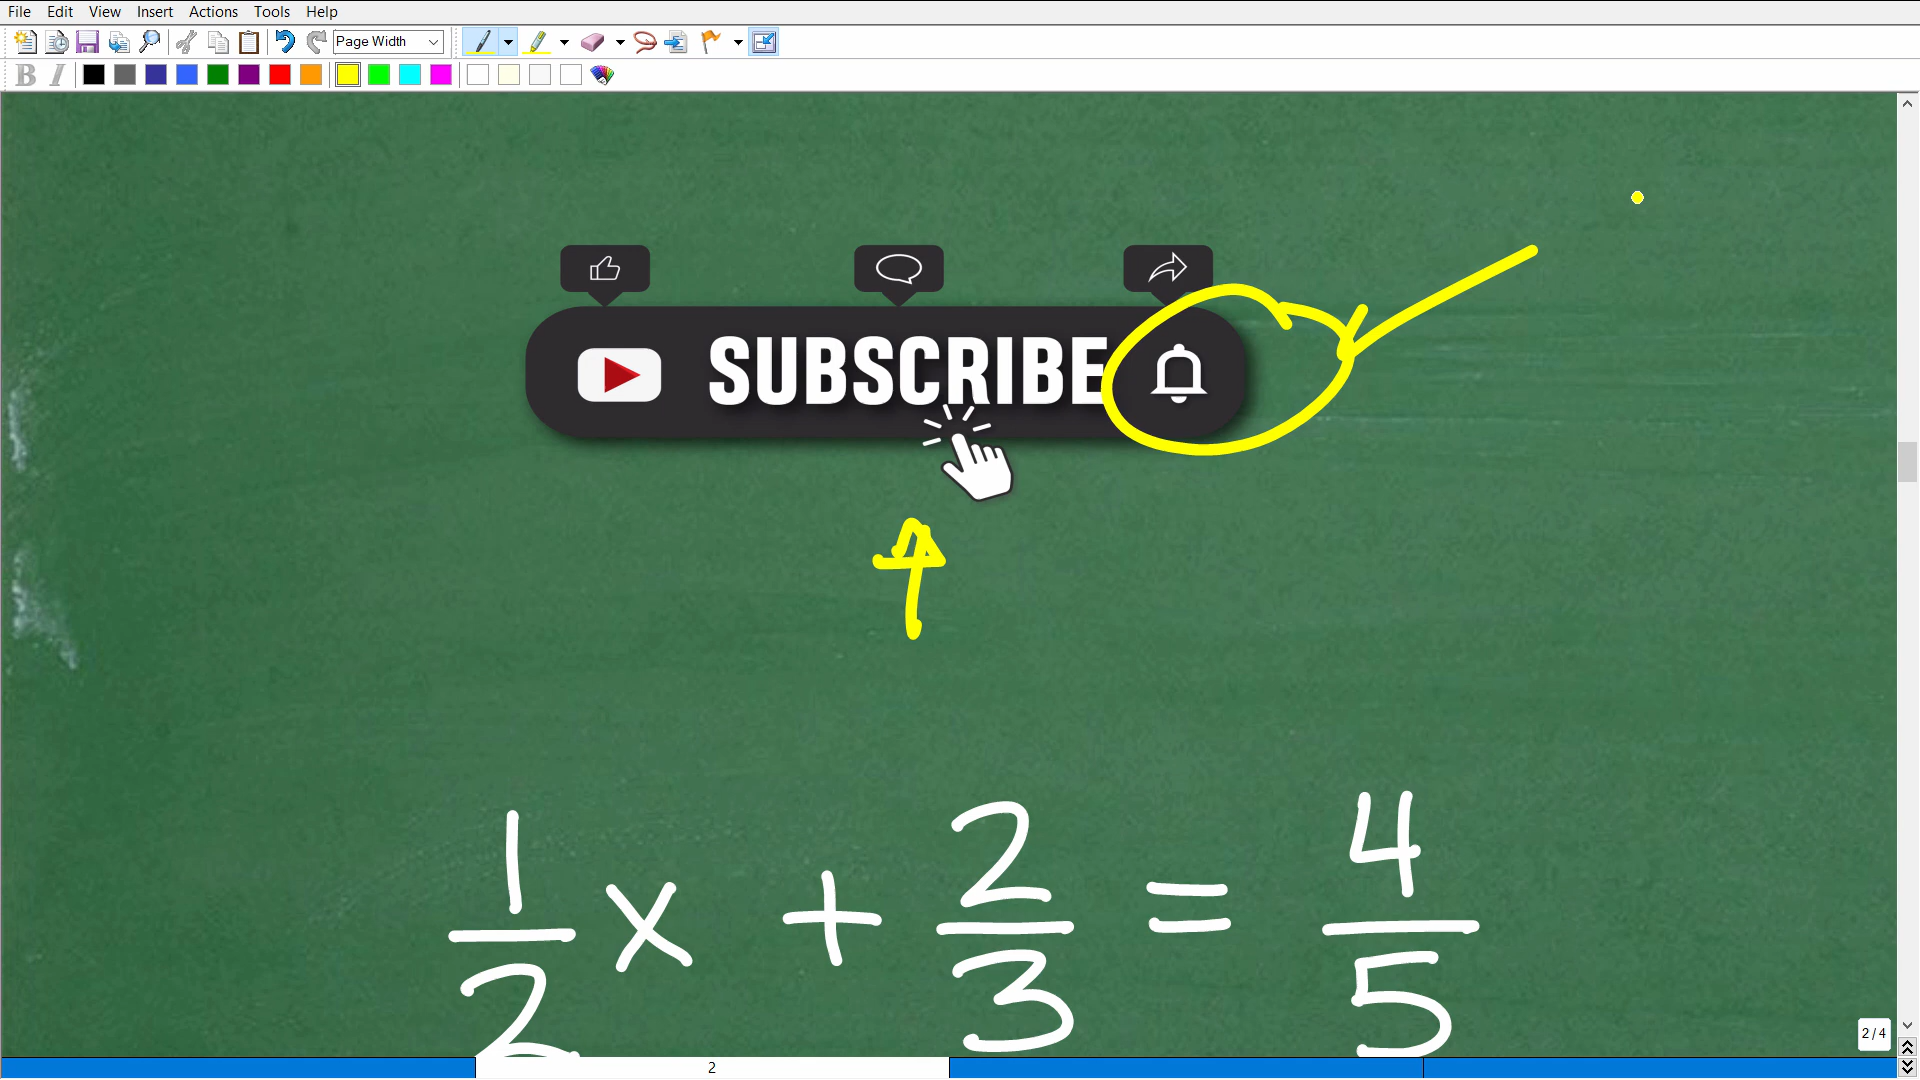 File Edit View Insert Actions Tools Help
Page Width
B I
SUBSCRIBE
1/2 x + 2/3 = 4/5
2 / 4
2